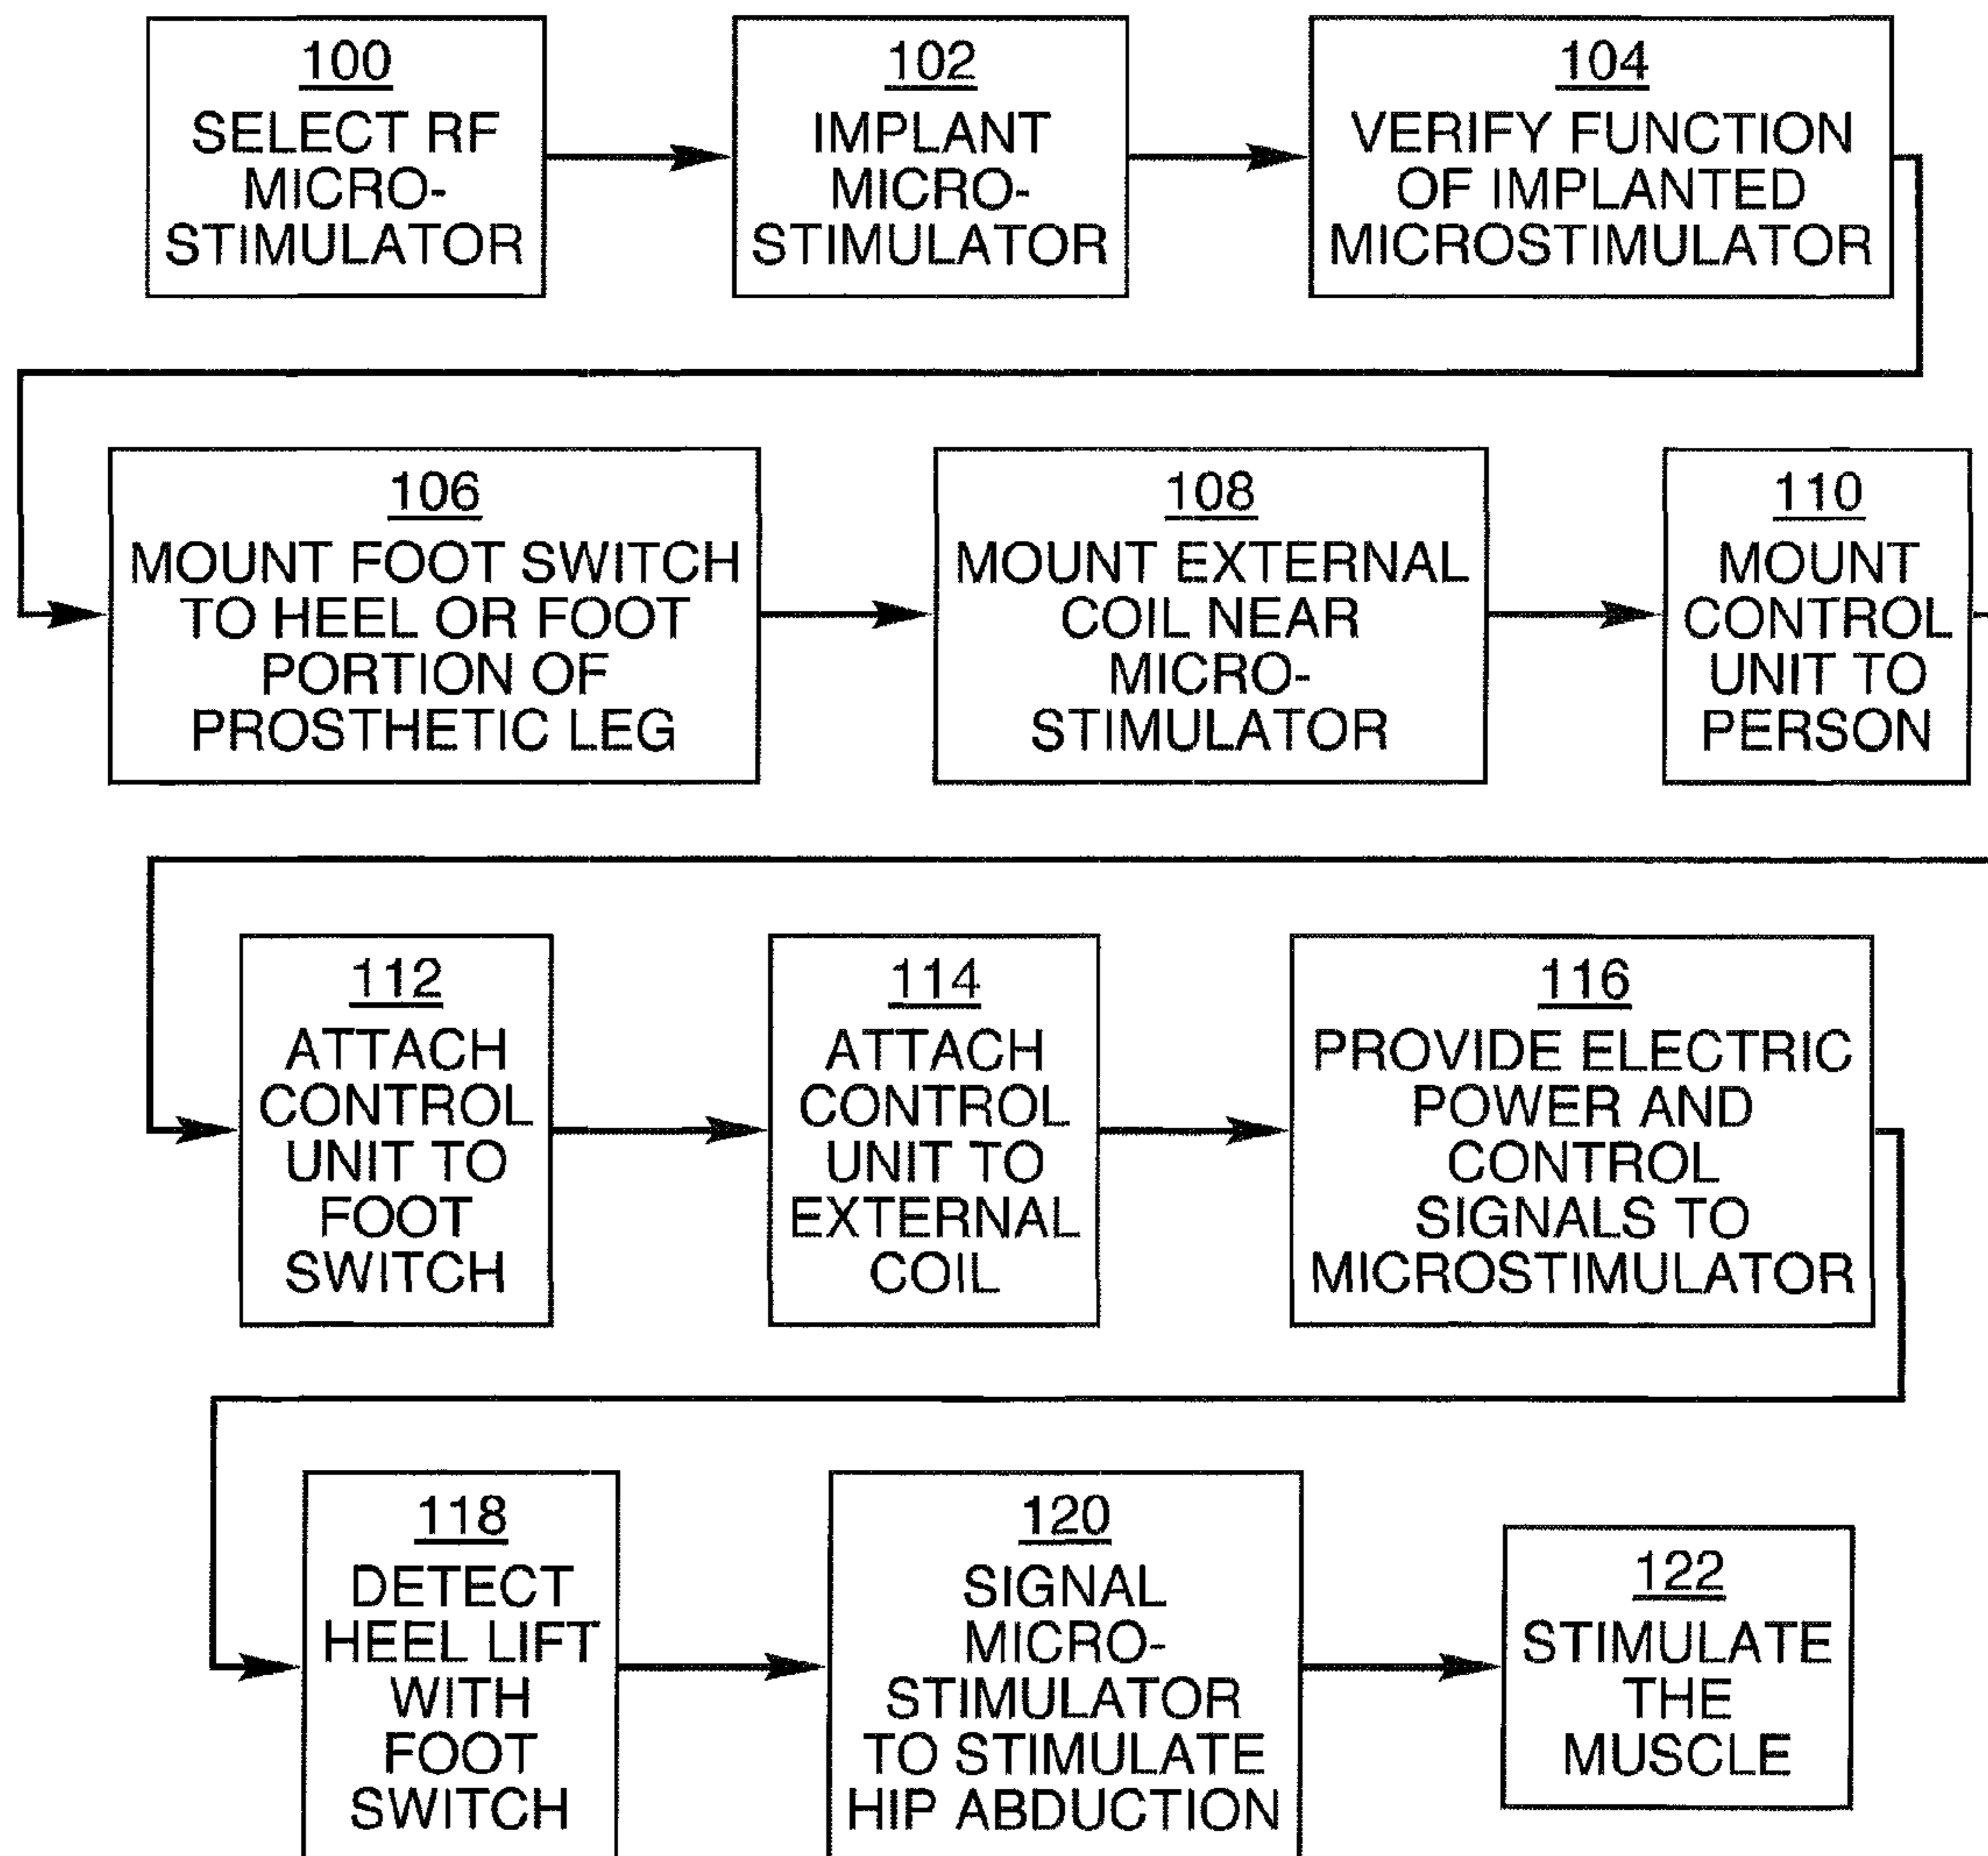 100
SELECT RF
MICRO-
STIMULATOR
102
IMPLANT
MICRO-
STIMULATOR
104
VERIFY FUNCTION
OF IMPLANTED
MICROSTIMULATOR
106
MOUNT FOOT SWITCH
TO HEEL OR FOOT
PORTION OF
PROSTHETIC LEG
108
MOUNT EXTERNAL
COIL NEAR
MICRO-
STIMULATOR
110
MOUNT
CONTROL
UNIT TO
PERSON
112
ATTACH
CONTROL
UNIT TO
FOOT
SWITCH
114
ATTACH
CONTROL
UNIT TO
EXTERNAL
COIL
116
PROVIDE ELECTRIC
POWER AND
CONTROL
SIGNALS TO
MICROSTIMULATOR
118
DETECT
HEEL LIFT
WITH
FOOT
SWITCH
120
SIGNAL
MICRO-
STIMULATOR
TO STIMULATE
HIP ABDUCTION
122
STIMULATE
THE
MUSCLE